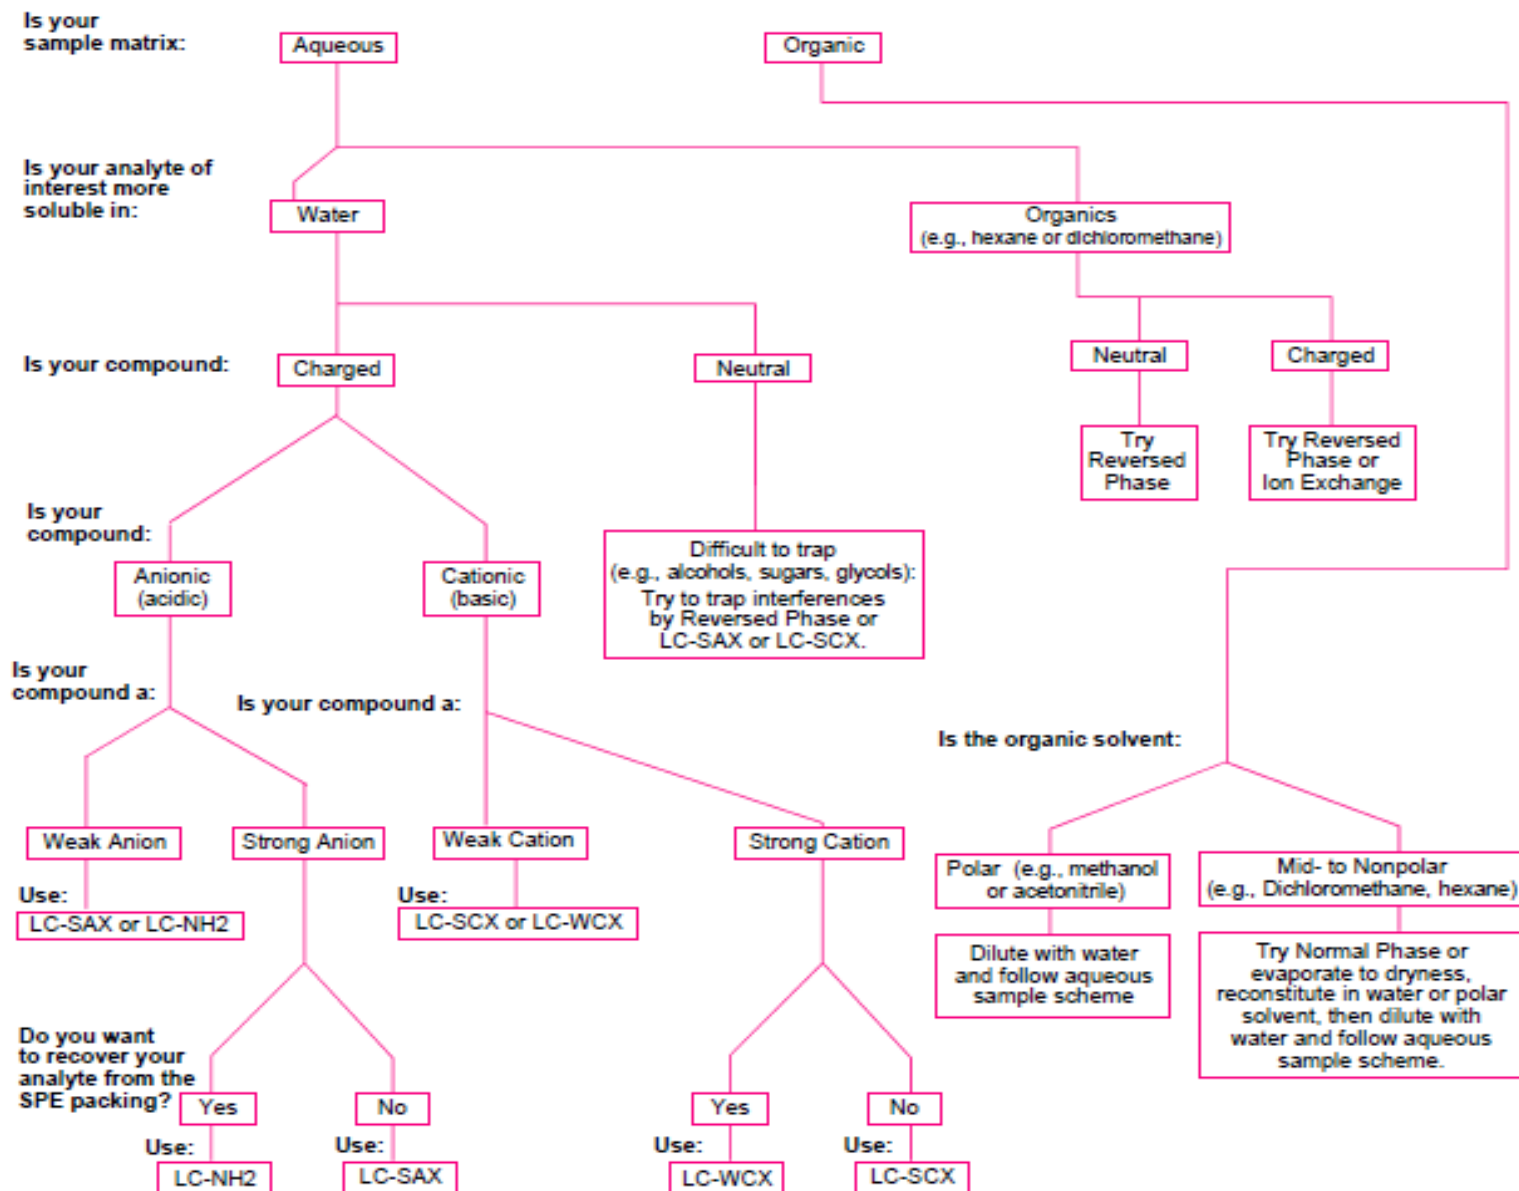 Is your
sample matrix:
Aqueous
Organic
Is your analyte of
interest more
soluble in:
Water
Organics
(e.g., hexane or dichloromethane)
Is your compound:
Charged
Neutral
Neutral
Charged
Try
Reversed
Phase
Try Reversed
Phase or
Ion Exchange
Is your
compound:
Anionic
(acidic)
Cationic
(basic)
Difficult to trap
(e.g., alcohols, sugars, glycols):
Try to trap interferences
by Reversed Phase or
LC-SAX or LC-SCX.
Is your
compound a:
Is your compound a:
Is the organic solvent:
Weak Anion
Strong Anion
Weak Cation
Strong Cation
Polar (e.g., methanol
or acetonitrile)
Mid- to Nonpolar
(e.g., Dichloromethane, hexane)
Use:
LC-SAX or LC-NH2
Use:
LC-SCX or LC-WCX
Dilute with water
and follow aqueous
sample scheme
Try Normal Phase or
evaporate to dryness,
reconstitute in water or polar
solvent, then dilute with
water and follow aqueous
sample scheme.
Do you want
to recover your
analyte from the
SPE packing?
Yes
No
Yes
No
Use:
LC-NH2
Use:
LC-SAX
Use:
LC-WCX
Use:
LC-SCX